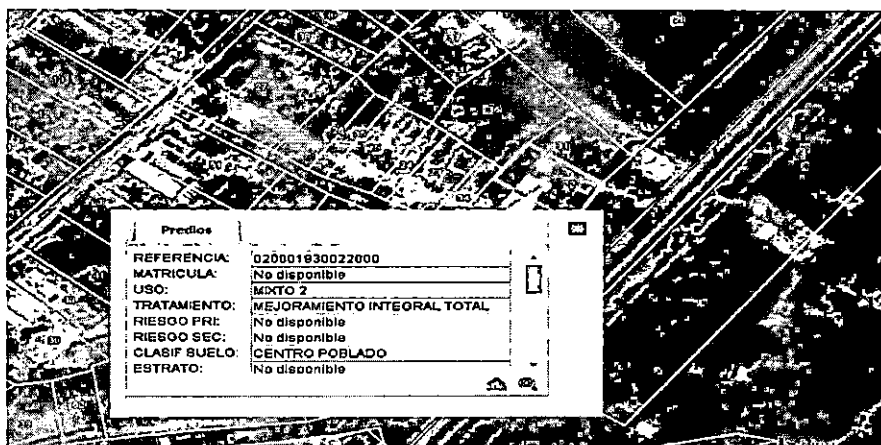 Predios
REFERENCIA: 020001930022000
MATRICULA: No disponible
USO: MIXTO 2
TRATAMIENTO: MEJORAMIENTO INTEGRAL TOTAL
RIESGO PRI: No disponible
RIESGO SEC: No disponible
CLASIF SUELO: CENTRO POBLADO
ESTRATO: No disponible